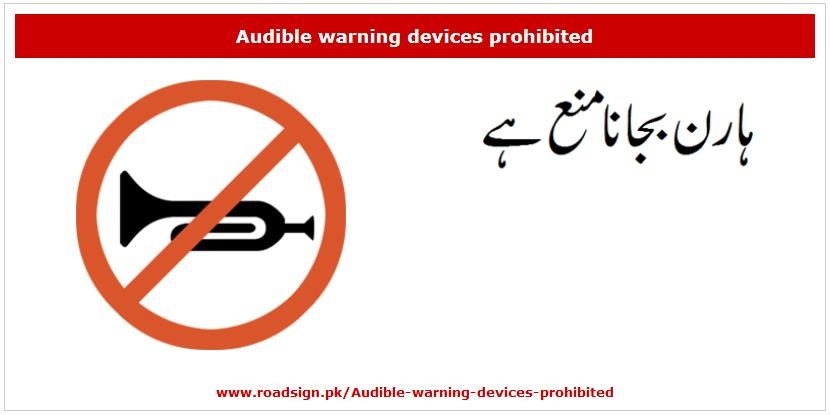 Audible warning devices prohibited
ہارن بجانا منع ہے
www.roadsign.pk/Audible-warning-devices-prohibited